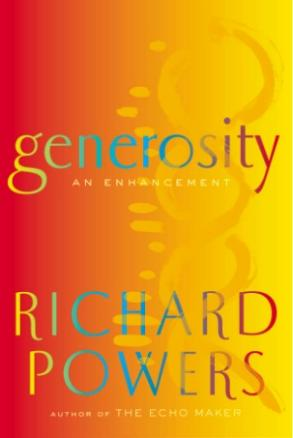 generosity
AN ENHANCEMENT
RICHARD
POWERS
AUTHOR OF THE ECHO MAKER